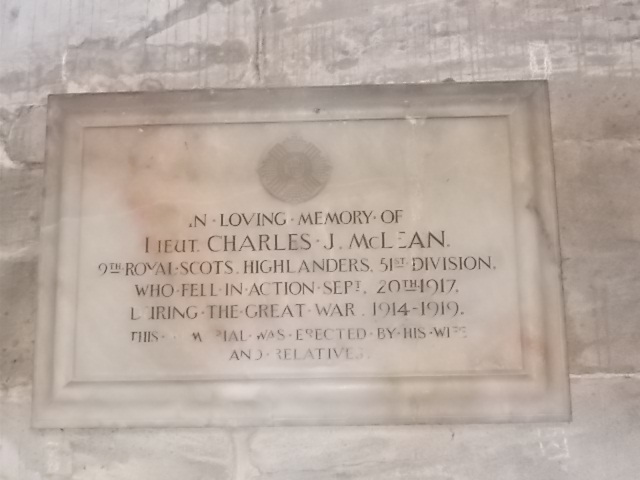 IN·LOVING·MEMORY·OF
LIEUT. CHARLES·J. McLEAN.
9TH·ROYAL·SCOTS. HIGHLANDERS. 51ST·DIVISION.
WHO·FELL·IN·ACTION·SEPT. 20TH·1917,
DURING·THE·GREAT·WAR. 1914-1919.
THIS·MEMORIAL·WAS·ERECTED·BY·HIS·WIFE
AND·RELATIVES.